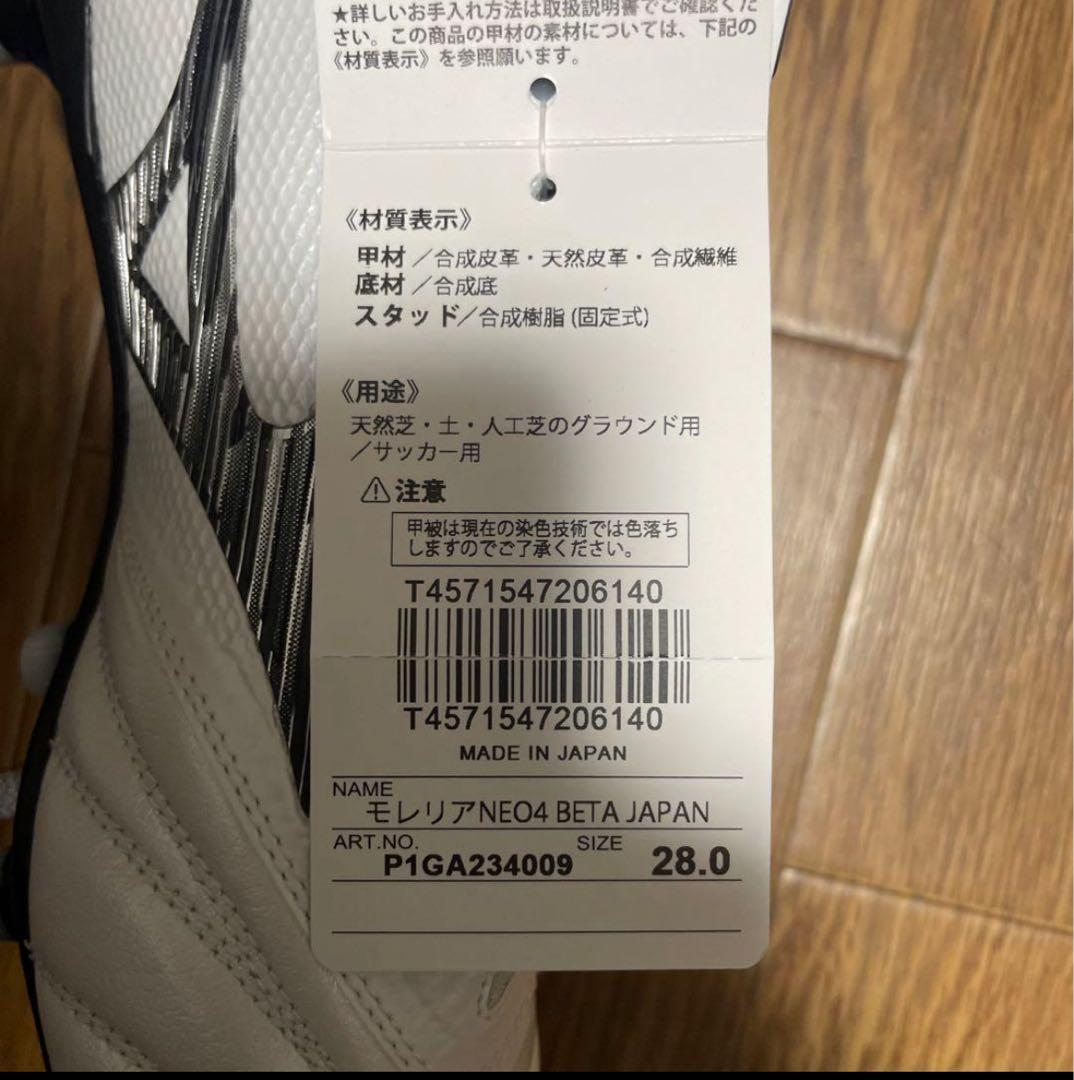 ★詳しいお手入れ方法は取扱説明書でご確認くだ
さい。この商品の甲材の素材については、下記の
《材質表示》を参照願います。
《材質表示》
甲材／合成皮革・天然皮革・合成繊維
底材／合成底
スタッド／合成樹脂(固定式)
《用途》
天然芝・土・人工芝のグラウンド用
／サッカー用
⚠注意
甲被は現在の染色技術では色落ち
しますのでご了承ください。
T4571547206140
T4571547206140
MADE IN JAPAN
NAME
モレリアNEO4 BETA JAPAN
ART.NO. SIZE
P1GA234009 28.0